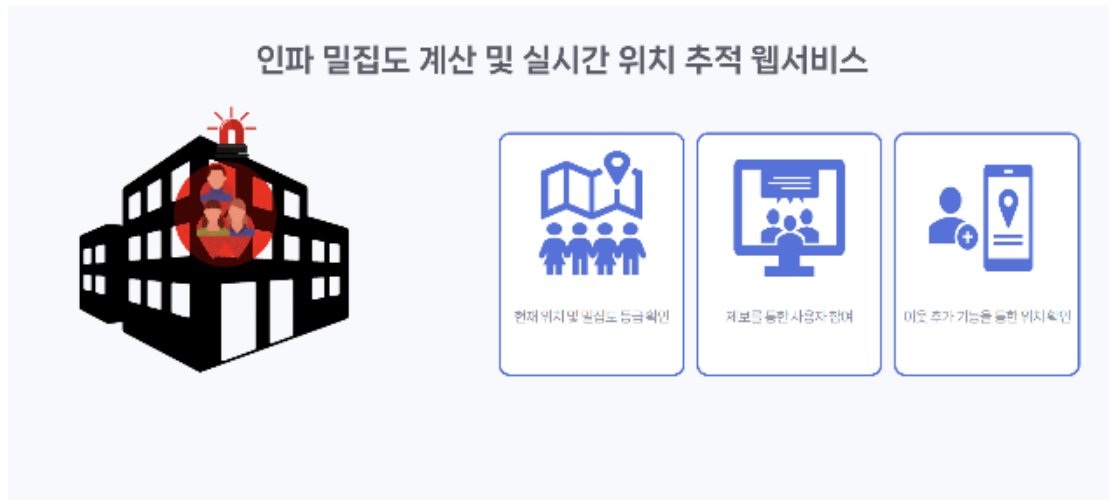 인파 밀집도 계산 및 실시간 위치 추적 웹서비스
현재 위치 및 밀집도 등급 확인
제보를 통한 사용자 참여
이웃 추가 기능을 통한 위치 확인